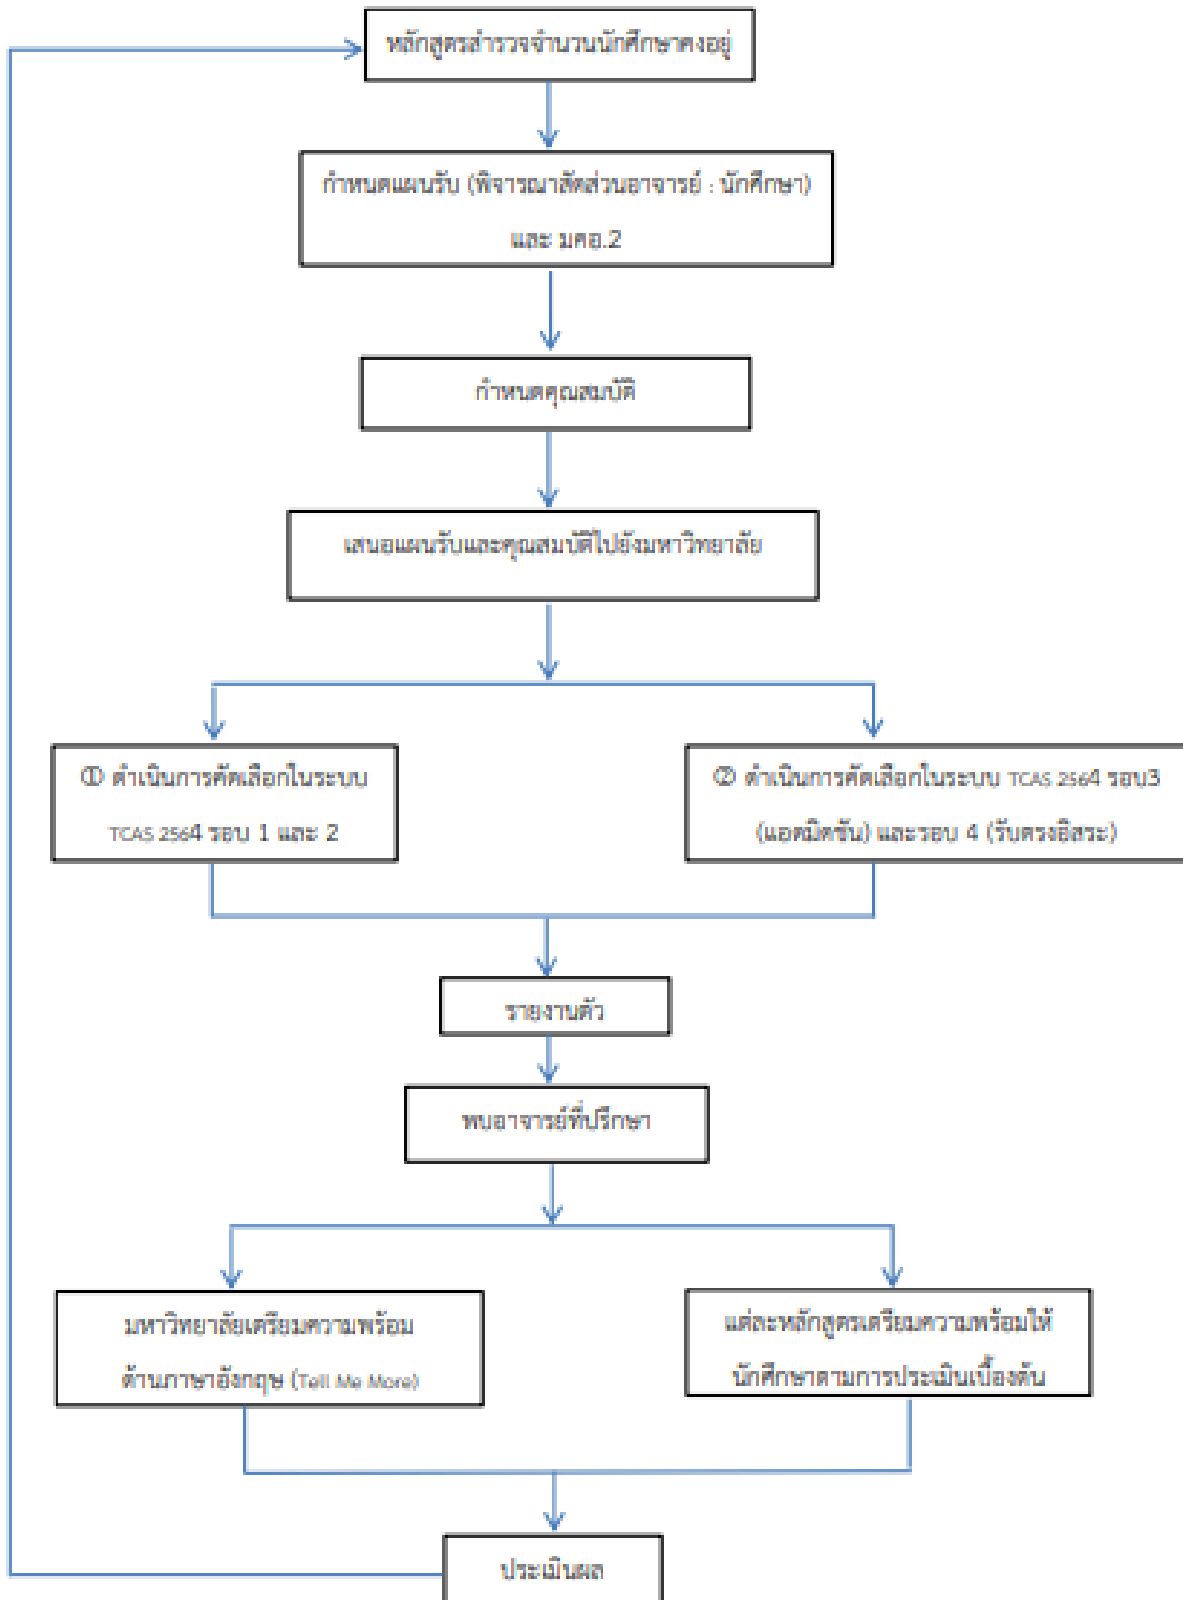 หลักสูตรสำรวจจำนวนนักศึกษาคงอยู่
กำหนดแผนรับ (พิจารณาสัดส่วนอาจารย์ : นักศึกษา)
และ มคอ.2
กำหนดคุณสมบัติ
เสนอแผนรับและคุณสมบัติไปยังมหาวิทยาลัย
① ดำเนินการคัดเลือกในระบบ
TCAS 2564 รอบ 1 และ 2
② ดำเนินการคัดเลือกในระบบ TCAS 2564 รอบ3
(แอดมิดชัน) และรอบ 4 (รับตรงอิสระ)
รายงานตัว
พบอาจารย์ที่ปรึกษา
มหาวิทยาลัยเตรียมความพร้อม
ด้านภาษาอังกฤษ (Tell Me More)
แต่ละหลักสูตรเตรียมความพร้อมให้
นักศึกษาตามการประเมินเบื้องต้น
ประเมินผล